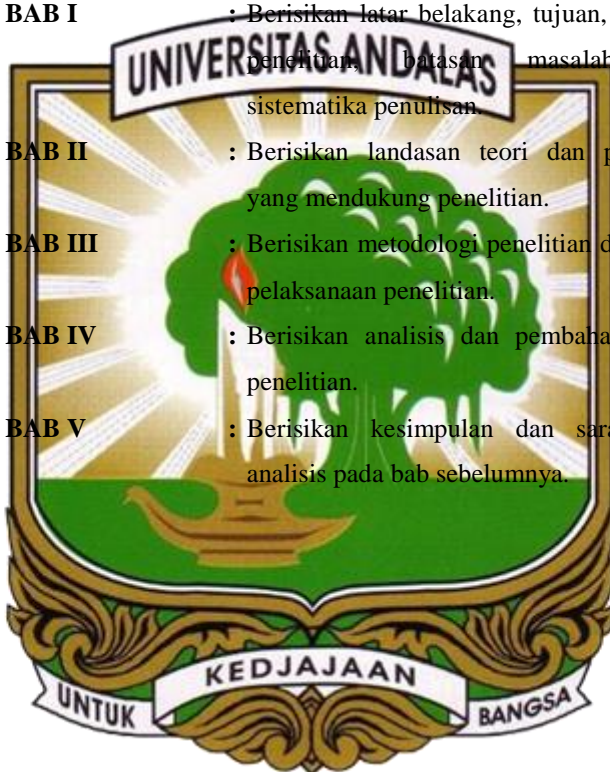 BAB I : Berisikan latar belakang, tujuan,
UNIVERSITAS ANDALAS
penelitian, batasan masalah
sistematika penulisan.
BAB II : Berisikan landasan teori dan p
yang mendukung penelitian.
BAB III : Berisikan metodologi penelitian d
pelaksanaan penelitian.
BAB IV : Berisikan analisis dan pembaha
penelitian.
BAB V : Berisikan kesimpulan dan sara
analisis pada bab sebelumnya.
KEDJAJAAN
UNTUK BANGSA